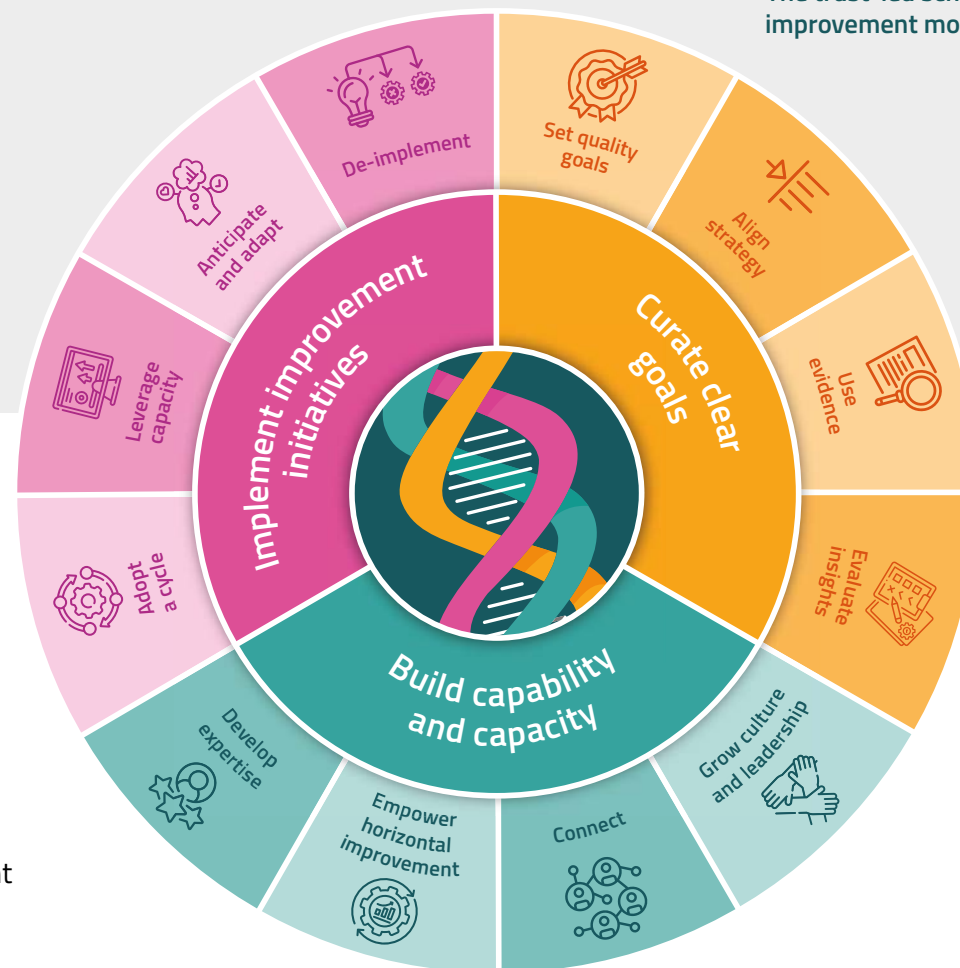 improvement mo
De-implement
Set quality
goals
Align
strategy
Use
evidence
Evaluate
insights
Grow culture
and leadership
Connect
Empower
horizontal
improvement
Develop
expertise
Adopt
a cycle
Leverage
capacity
Anticipate
and adapt
Implement improvement
initiatives
Curate clear
goals
Build capability
and capacity